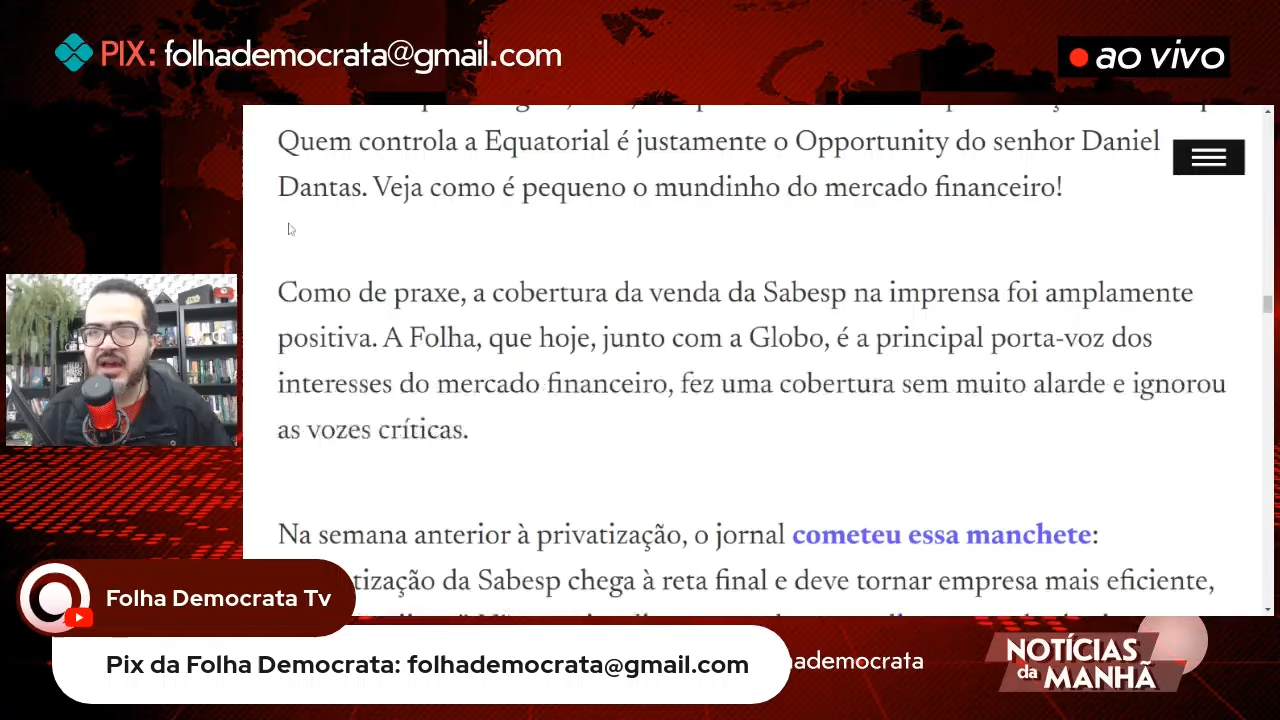 PIX: folhademocrata@gmail.com
ao vivo
Quem controla a Equatorial é justamente o Opportunity do senhor Daniel
Dantas. Veja como é pequeno o mundinho do mercado financeiro!
Como de praxe, a cobertura da venda da Sabesp na imprensa foi amplamente
positiva. A Folha, que hoje, junto com a Globo, é a principal porta-voz dos
interesses do mercado financeiro, fez uma cobertura sem muito alarde e ignorou
as vozes críticas.
Na semana anterior à privatização, o jornal cometeu essa manchete:
tização da Sabesp chega à reta final e deve tornar empresa mais eficiente,
Folha Democrata Tv
Pix da Folha Democrata: folhademocrata@gmail.com
ademocrata
NOTÍCIAS
da MANHÃ